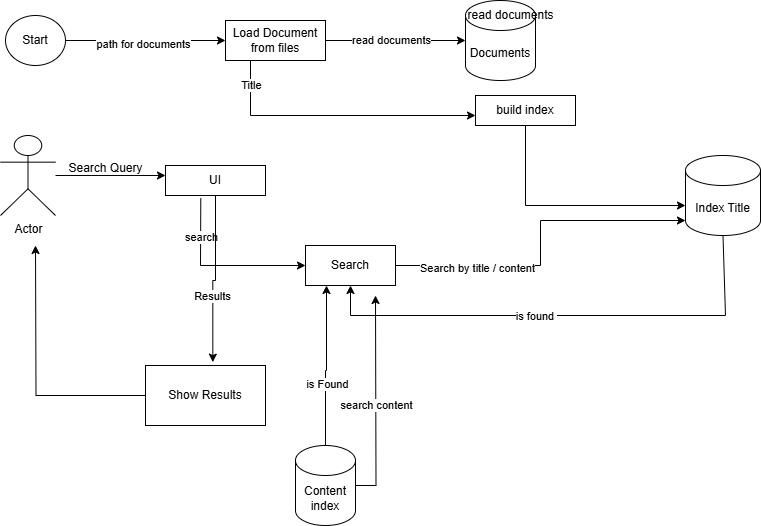 read documents
Start
path for documents
Load Document
from files
read documents
Documents
Title
build index
Search Query
UI
Index Title
Actor
search
Search
Search by title / content
Results
is found
is Found
Show Results
search content
Content
index